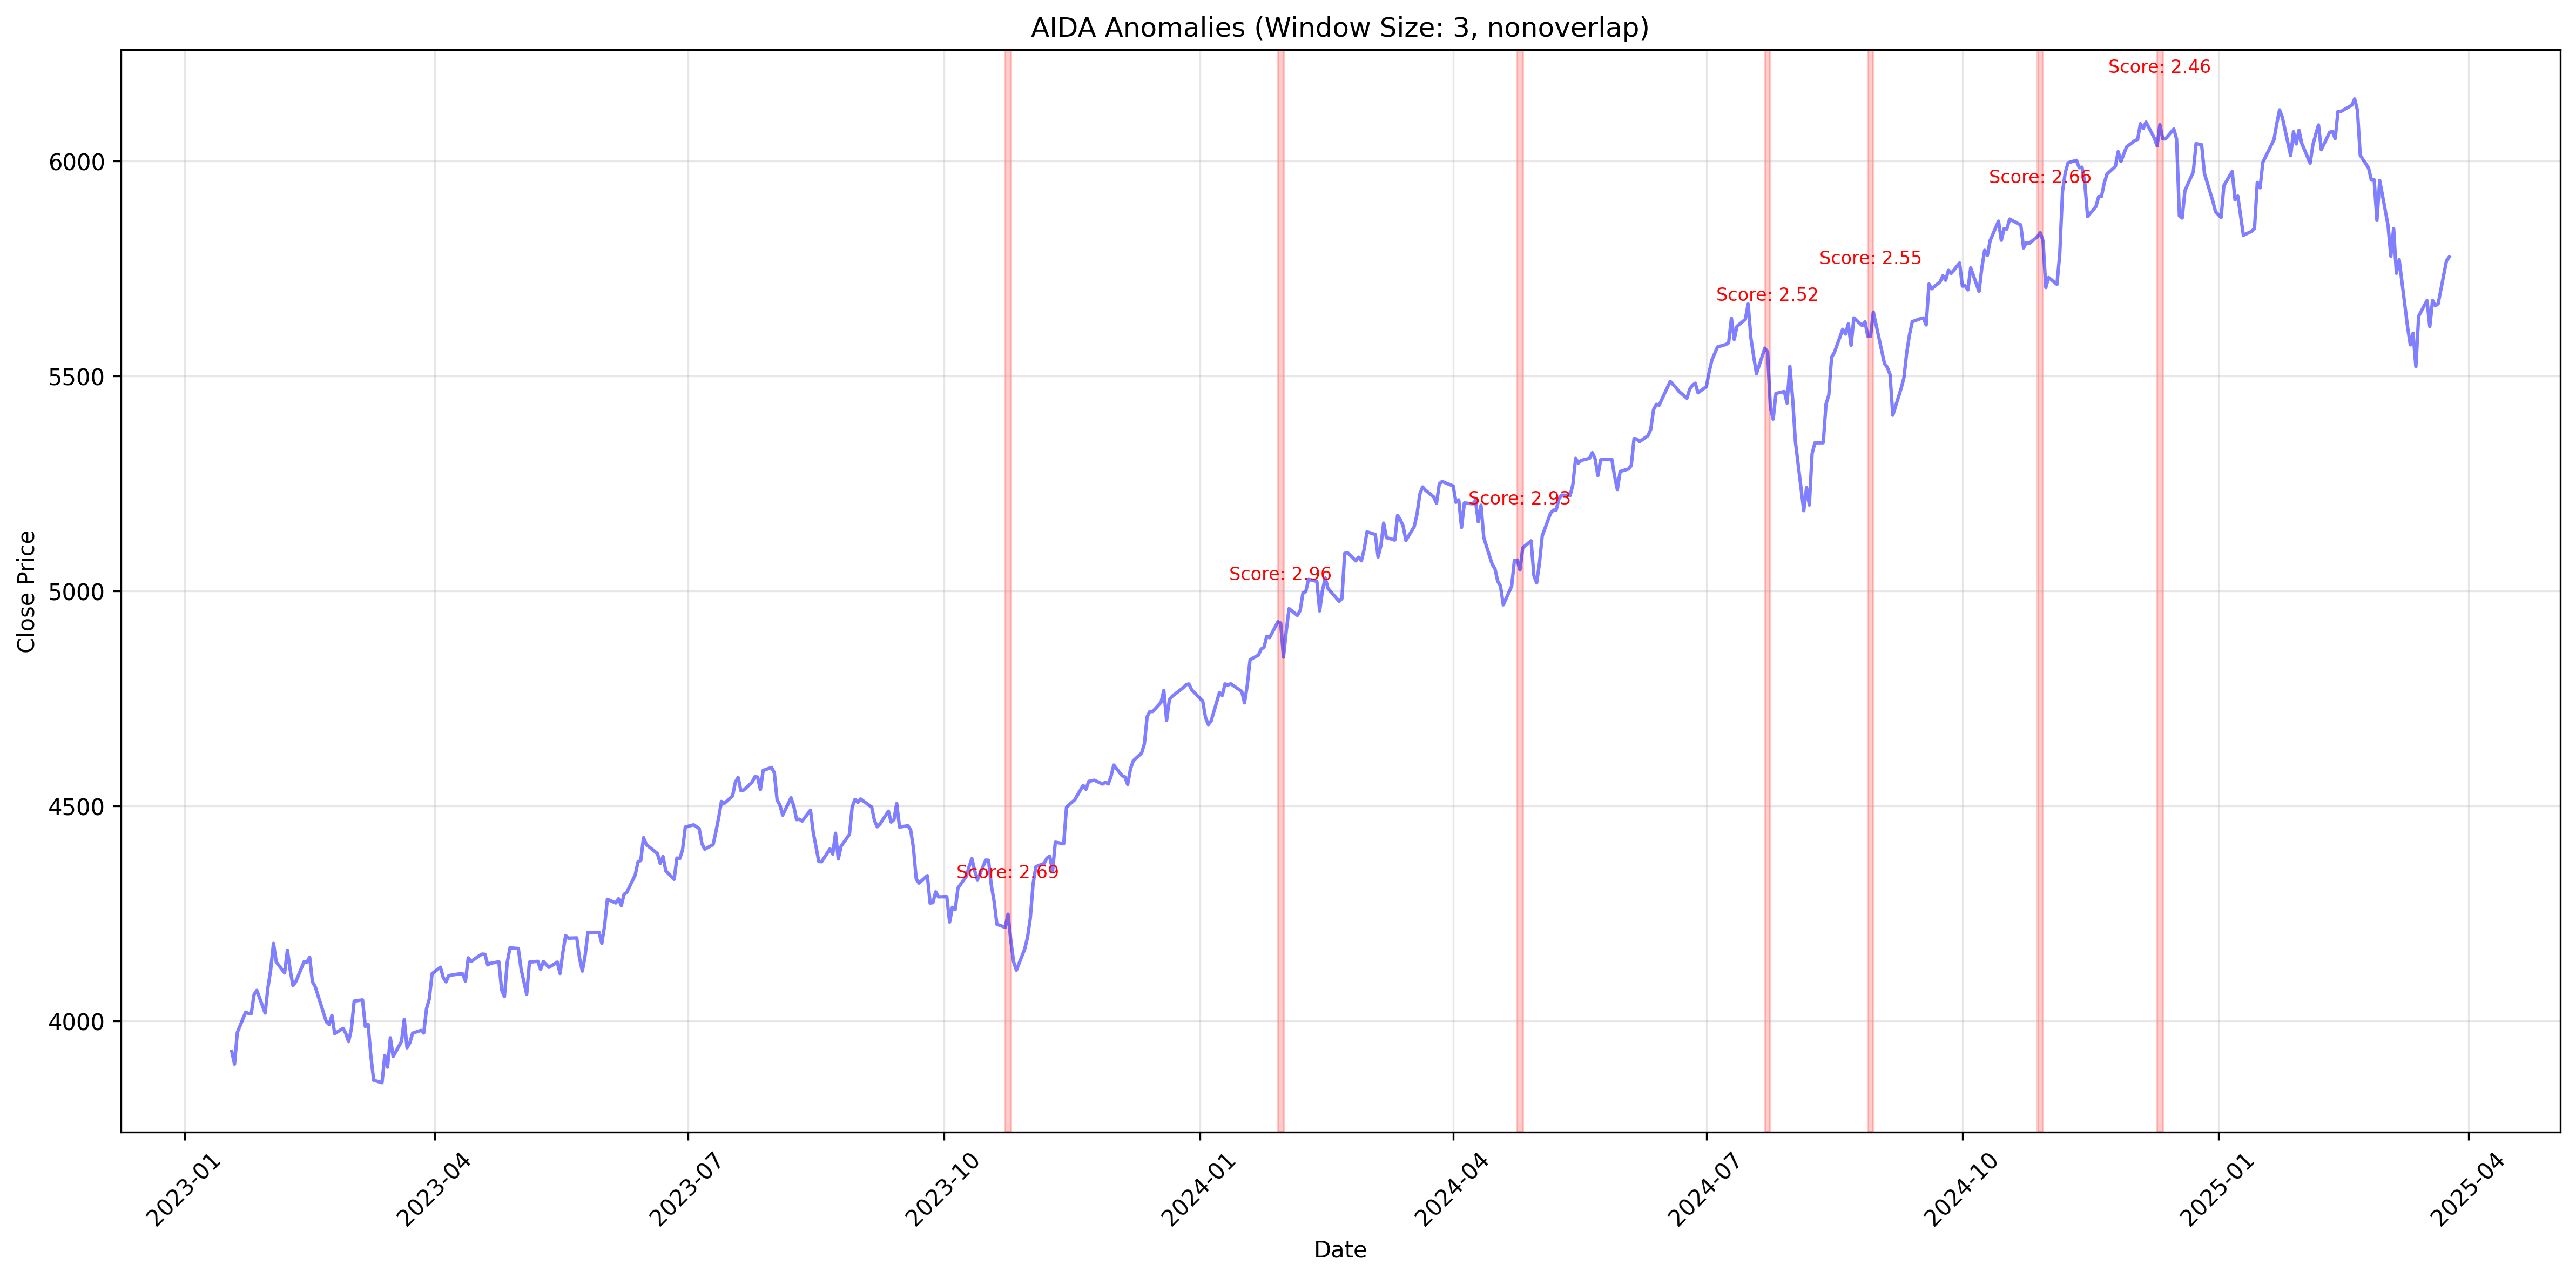 AIDA Anomalies (Window Size: 3, nonoverlap)
Score: 2.46
Score: 2.66
Score: 2.55
Score: 2.52
Score: 2.93
Score: 2.96
Score: 2.69
Close Price
6000
5500
5000
4500
4000
2023-01
2023-04
2023-07
2023-10
2024-01
2024-04
2024-07
2024-10
2025-01
2025-04
Date